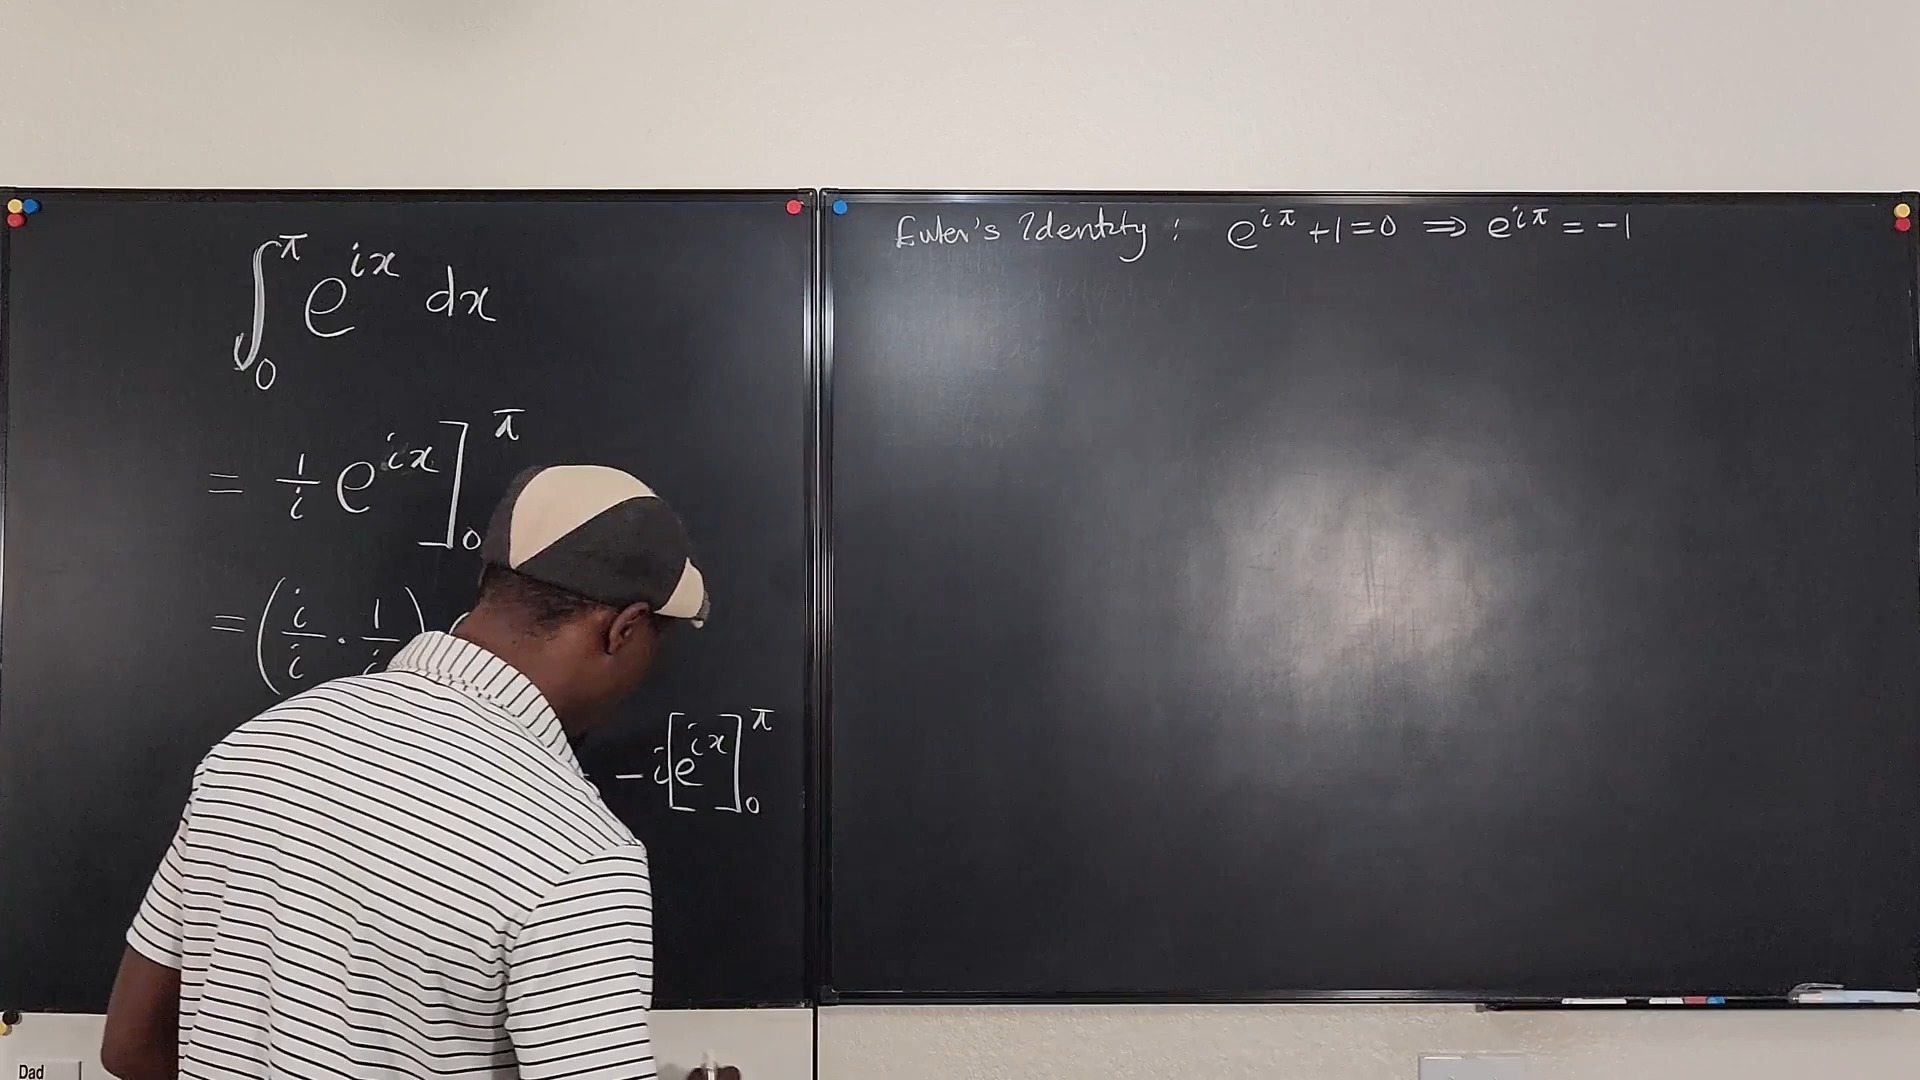 ∫₀^π e^{ix} dx
= 1/i e^{ix}]₀^π
= (i/i · 1/i)
- i[e^{ix}]₀^π
Euler's Identity : e^{iπ} + 1 = 0 ⇒ e^{iπ} = -1
Dad